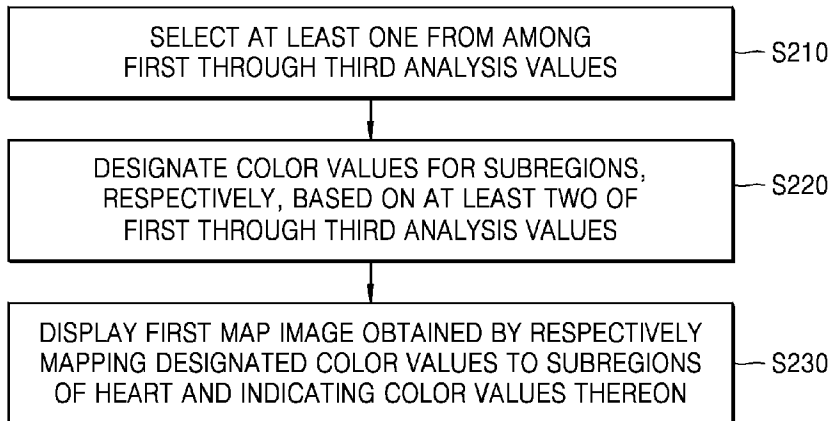 SELECT AT LEAST ONE FROM AMONG
FIRST THROUGH THIRD ANALYSIS VALUES
S210
DESIGNATE COLOR VALUES FOR SUBREGIONS,
RESPECTIVELY, BASED ON AT LEAST TWO OF
FIRST THROUGH THIRD ANALYSIS VALUES
S220
DISPLAY FIRST MAP IMAGE OBTAINED BY RESPECTIVELY
MAPPING DESIGNATED COLOR VALUES TO SUBREGIONS
OF HEART AND INDICATING COLOR VALUES THEREON
S230